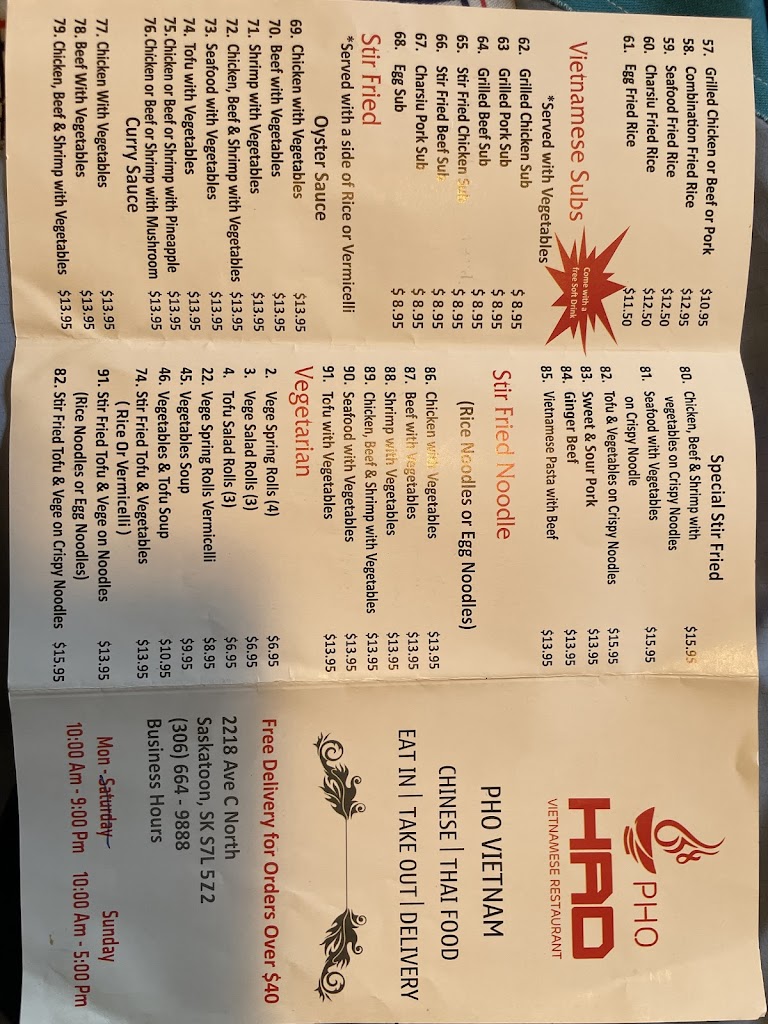 57. Grilled Chicken or Beef or Pork $10.95
58. Combination Fried Rice $12.95
59. Seafood Fried Rice $12.50
60. Charsiu Fried Rice $12.50
61. Egg Fried Rice $11.50
Vietnamese Subs
*Served with Vegetables
Come with a
free Soft Drink
62. Grilled Chicken Sub $ 8.95
63 Grilled Pork Sub $ 8.95
64. Grilled Beef Sub $ 8.95
65. Stir Fried Chicken Sub $ 8.95
66. Stir Fried Beef Sub $ 8.95
67. Charsiu Pork Sub $ 8.95
68. Egg Sub $ 8.95
Stir Fried
*Served with a side of Rice or Vermicelli
Oyster Sauce
69. Chicken with Vegetables $13.95
70. Beef with Vegetables $13.95
71. Shrimp with Vegetables $13.95
72. Chicken, Beef & Shrimp with Vegetables $13.95
73. Seafood with Vegetables $13.95
74. Tofu with Vegetables $13.95
75. Chicken or Beef or Shrimp with Pineapple $13.95
76. Chicken or Beef or Shrimp with Mushroom $13.95
Curry Sauce
77. Chicken With Vegetables $13.95
78. Beef With Vegetables $13.95
79. Chicken, Beef & Shrimp with Vegetables $13.95
Special Stir Fried
80. Chicken, Beef & Shrimp with
vegetables on Crispy Noodles $15.95
81. Seafood with Vegetables
on Crispy Noodle $15.95
82. Tofu & Vegetables on Crispy Noodles $15.95
83. Sweet & Sour Pork $13.95
84. Ginger Beef $13.95
85. Vietnamese Pasta with Beef $13.95
Stir Fried Noodle
(Rice Noodles or Egg Noodles)
86. Chicken with Vegetables $13.95
87. Beef with Vegetables $13.95
88. Shrimp with Vegetables $13.95
89. Chicken, Beef & Shrimp with Vegetables $13.95
90. Seafood with Vegetables $13.95
91. Tofu with Vegetables $13.95
Vegetarian
2. Vege Spring Rolls (4) $6.95
3. Vege Salad Rolls (3) $6.95
4. Tofu Salad Rolls (3) $6.95
22. Vege Spring Rolls Vermicelli $8.95
45. Vegetables Soup $9.95
46. Vegetables & Tofu Soup $10.95
74. Stir Fried Tofu & Vegetables $13.95
( Rice Or Vermicelli )
91. Stir Fried Tofu & Vege on Noodles $13.95
(Rice Noodles or Egg Noodles)
82. Stir Fried Tofu & Vege on Crispy Noodles $15.95
PHO
HAO
VIETNAMESE RESTAURANT
PHO VIETNAM
CHINESE | THAI FOOD
EAT IN | TAKE OUT | DELIVERY
Free Delivery for Orders Over $40
2218 Ave C North
Saskatoon, SK S7L 5Z2
(306) 664 - 9888
Business Hours
Mon - Saturday Sunday
10:00 Am - 9:00 Pm 10:00 Am - 5:00 Pm